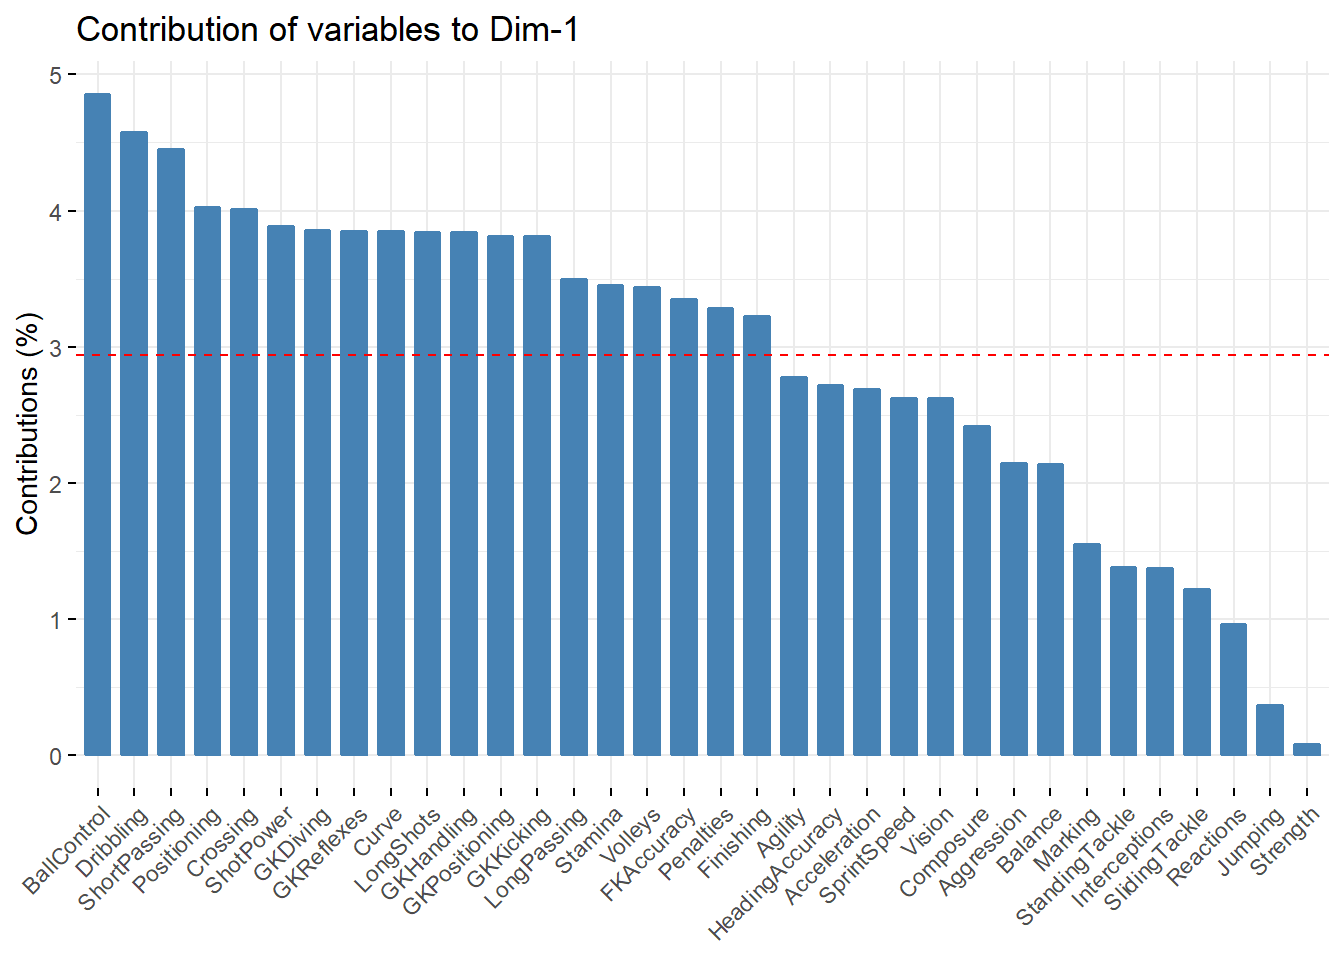 Contribution of variables to Dim-1
Contributions (%)
5
4
3
2
1
0
BallControl
Dribbling
ShortPassing
Positioning
Crossing
ShotPower
GKDiving
GKReflexes
Curve
LongShots
GKHandling
GKPositioning
GKKicking
LongPassing
Stamina
Volleys
FKAccuracy
Penalties
Finishing
Agility
HeadingAccuracy
Acceleration
SprintSpeed
Vision
Composure
Aggression
Balance
Marking
StandingTackle
Interceptions
SlidingTackle
Reactions
Jumping
Strength